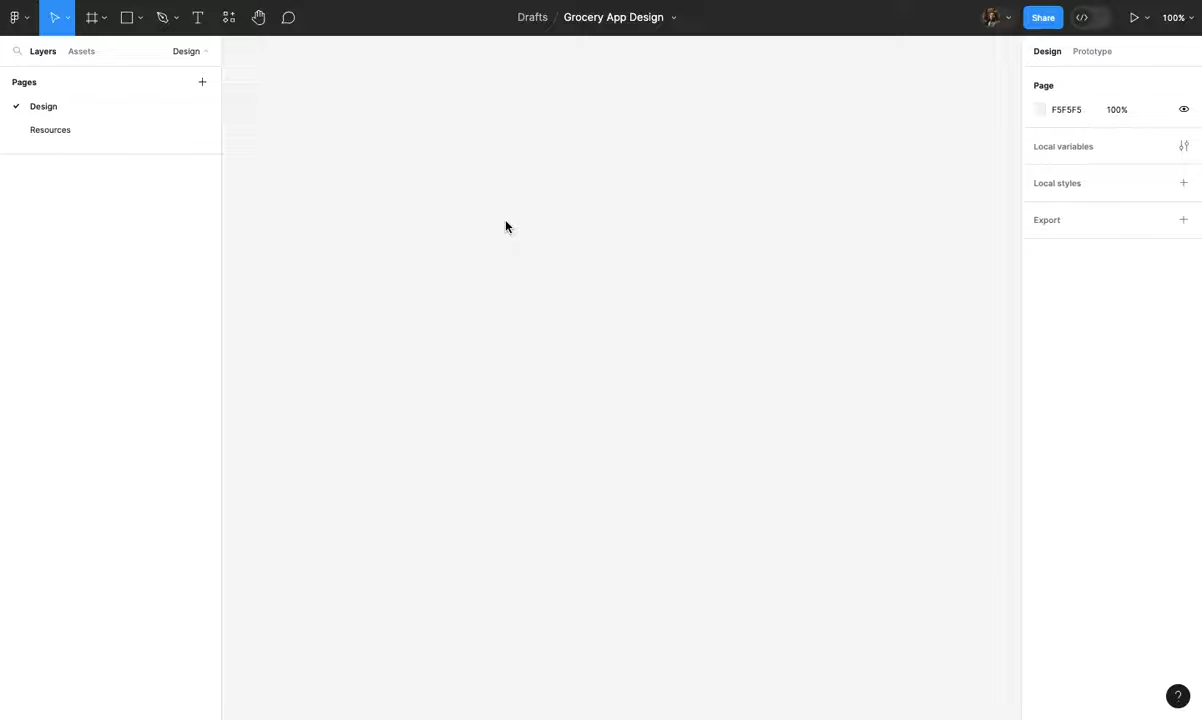 Drafts / Grocery App Design
Share
100%
Layers
Assets
Design
Pages
Design
Resources
Design
Prototype
Page
F5F5F5
100%
Local variables
Local styles
Export
?